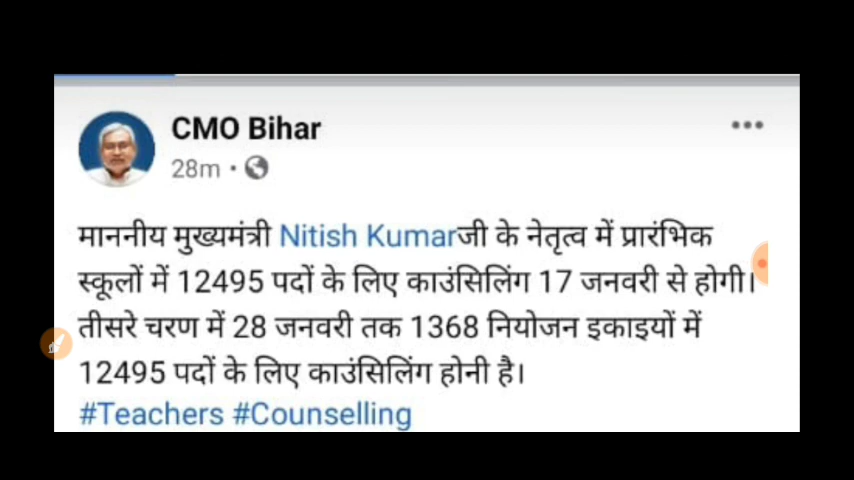 CMO Bihar
28m
माननीय मुख्यमंत्री Nitish Kumarजी के नेतृत्व में प्रारंभिक
स्कूलों में 12495 पदों के लिए काउंसिलिंग 17 जनवरी से होगी।
तीसरे चरण में 28 जनवरी तक 1368 नियोजन इकाइयों में
12495 पदों के लिए काउंसिलिंग होनी है।
#Teachers #Counselling